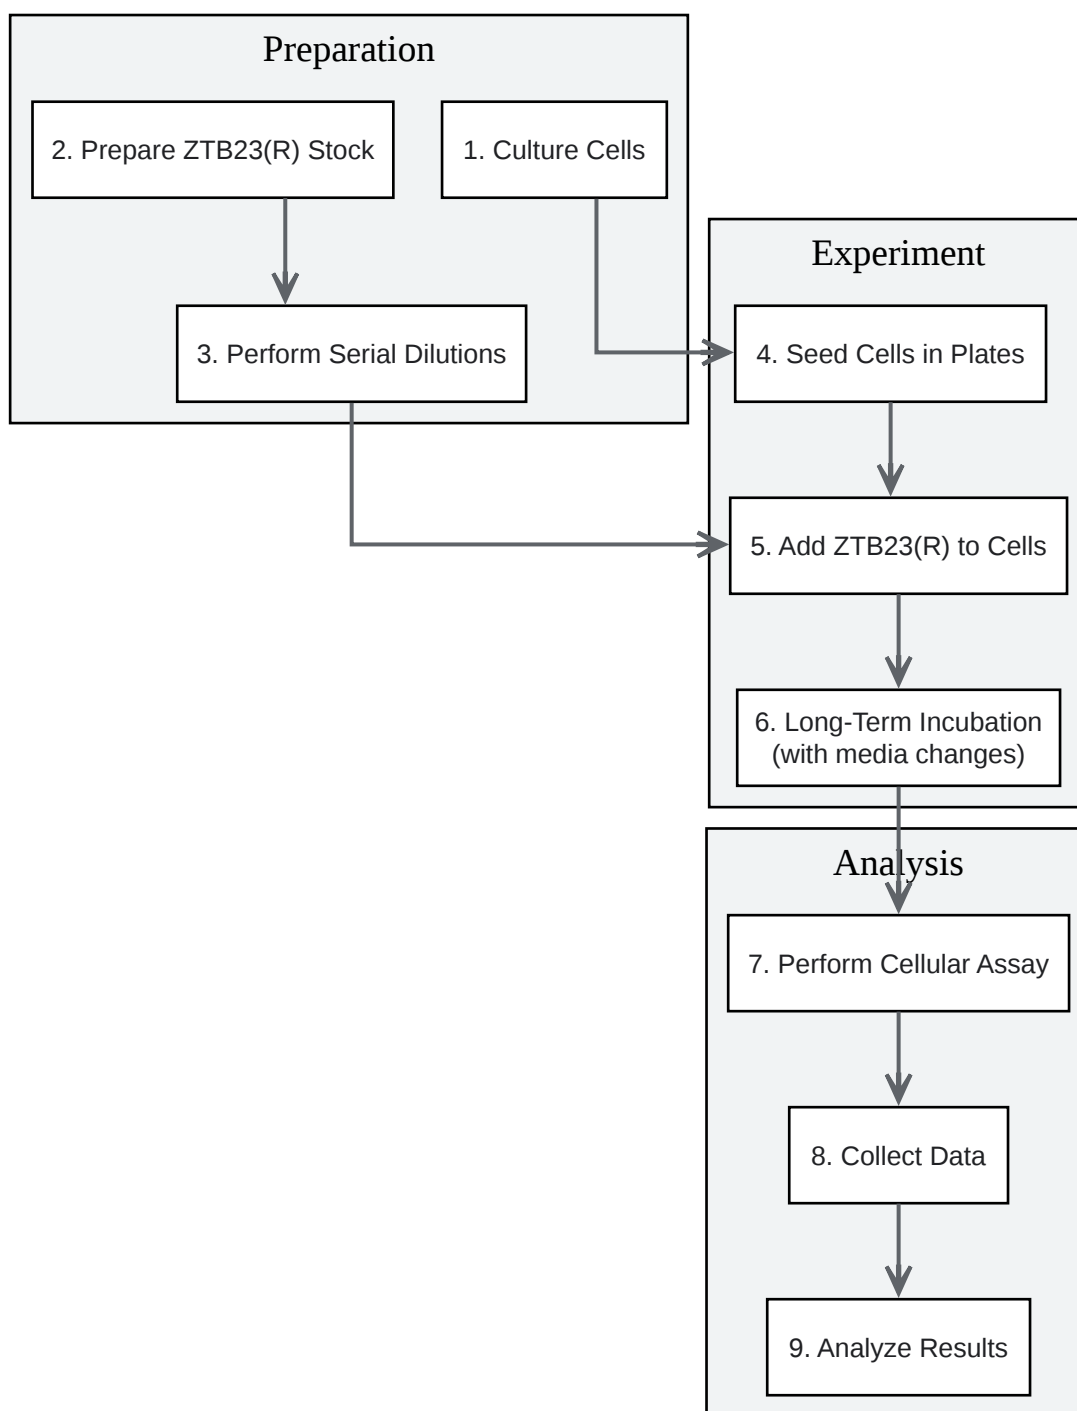 Preparation
2. Prepare ZTB23(R) Stock
1. Culture Cells
3. Perform Serial Dilutions
Experiment
4. Seed Cells in Plates
5. Add ZTB23(R) to Cells
6. Long-Term Incubation
(with media changes)
Analysis
7. Perform Cellular Assay
8. Collect Data
9. Analyze Results